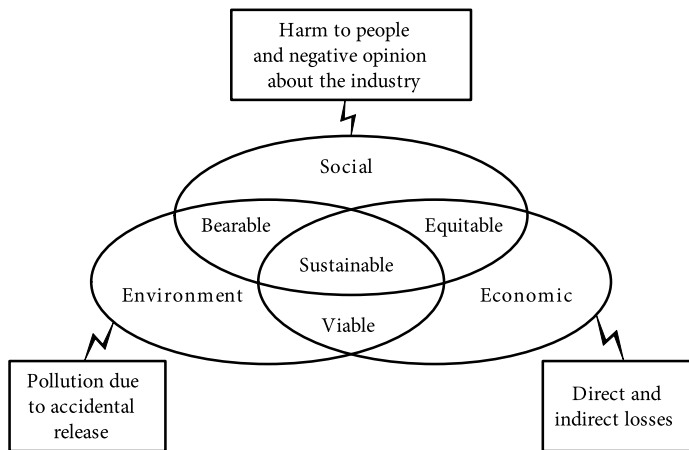 Harm to people
and negative opinion
about the industry
Social
Bearable
Equitable
Sustainable
Environment
Economic
Viable
Pollution due
to accidental
release
Direct and
indirect losses